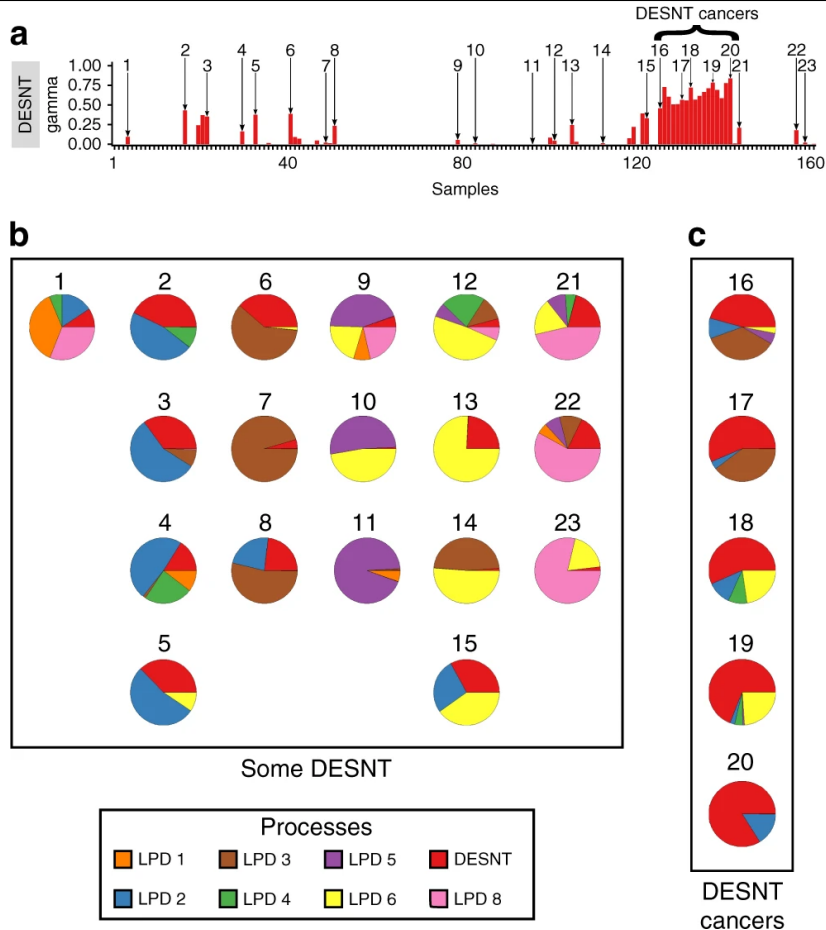 a
DESNT cancers
1 2 3 4 5 6 7 8 9 10 11 12 13 14 15 16 17 18 19 20 21 22 23
DESNT
gamma
1.00
0.75
0.50
0.25
0.00
1 40 80 120 160
Samples
b
c
1 2 6 9 12 21
16
3 7 10 13 22
17
4 8 11 14 23
18
5 15
19
20
Some DESNT
DESNT
cancers
Processes
LPD 1 LPD 3 LPD 5 DESNT
LPD 2 LPD 4 LPD 6 LPD 8